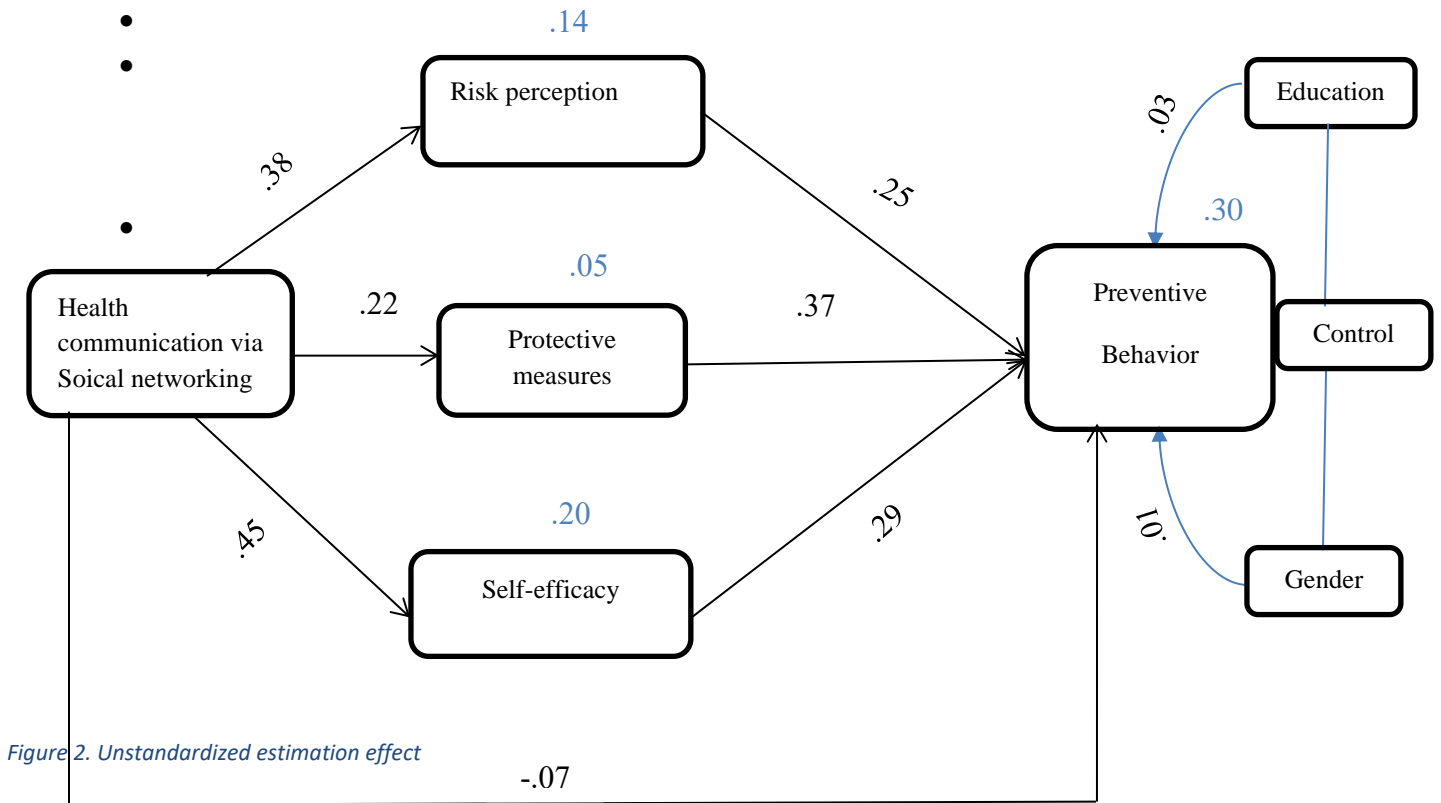 .14
Risk perception
Education
.03
.38
.25
.30
.05
Health
communication via
Soical networking
.22
Protective
measures
.37
Preventive
Behavior
Control
.45
.20
Self-efficacy
.29
.01
Gender
Figure 2. Unstandardized estimation effect
-.07